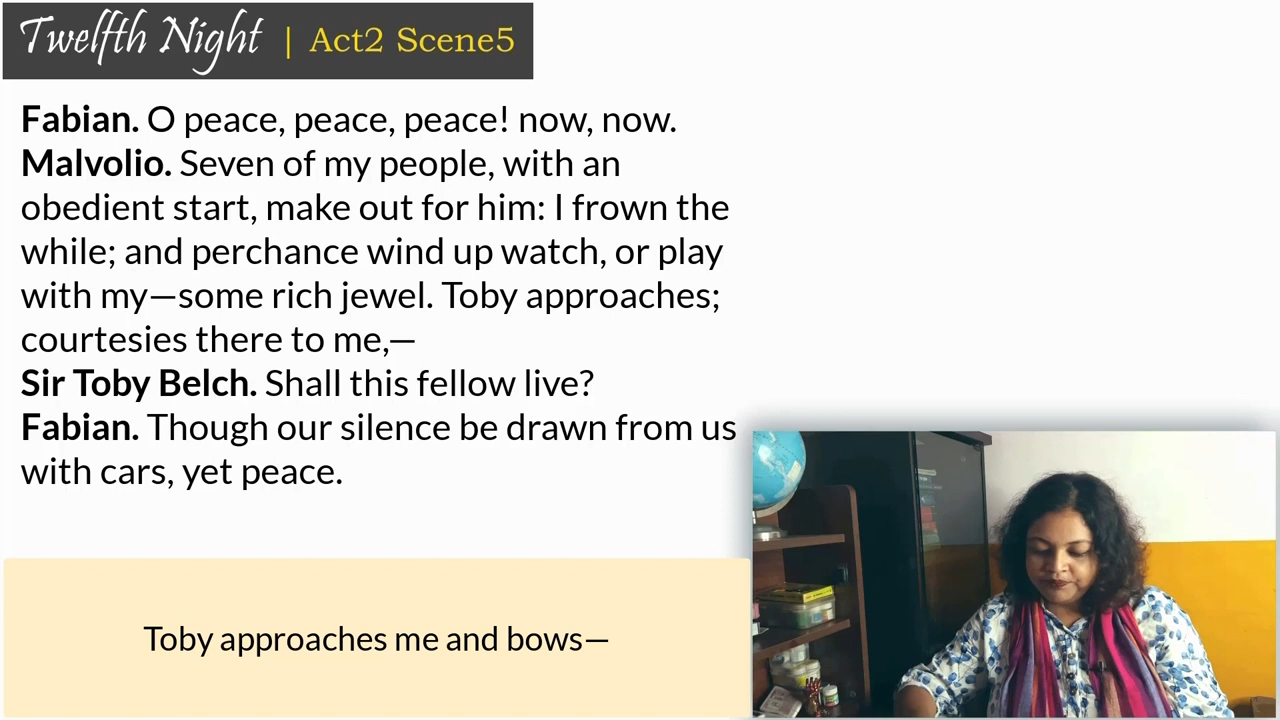 Twelfth Night | Act2 Scene5
Fabian. O peace, peace, peace! now, now.
Malvolio. Seven of my people, with an
obedient start, make out for him: I frown the
while; and perchance wind up watch, or play
with my—some rich jewel. Toby approaches;
courtesies there to me,—
Sir Toby Belch. Shall this fellow live?
Fabian. Though our silence be drawn from us
with cars, yet peace.
Toby approaches me and bows—